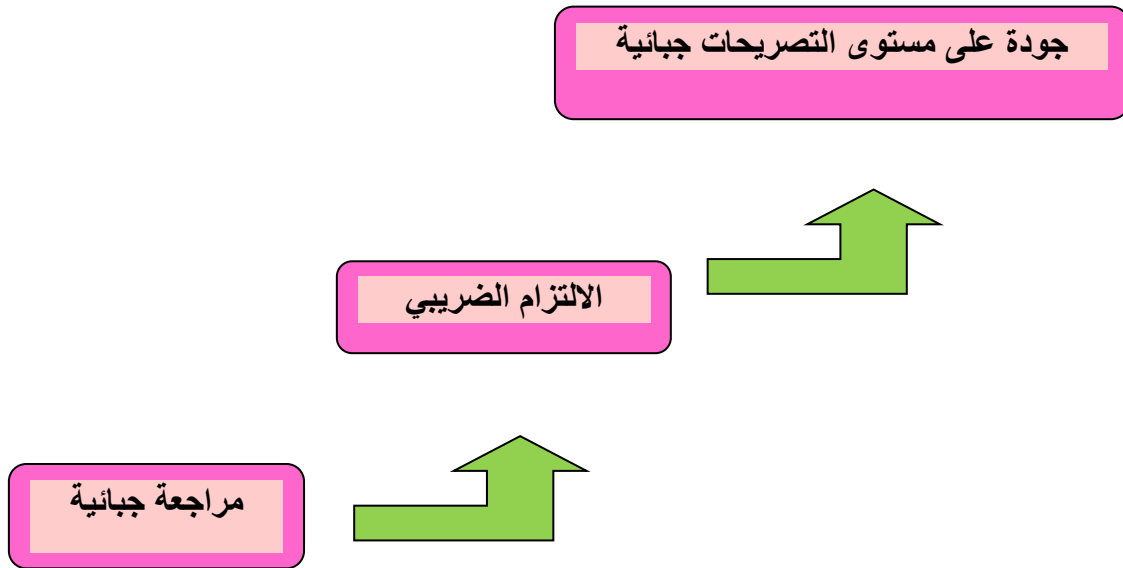 جودة على مستوى التصريحات جبائية
الالتزام الضريبي
مراجعة جبائية